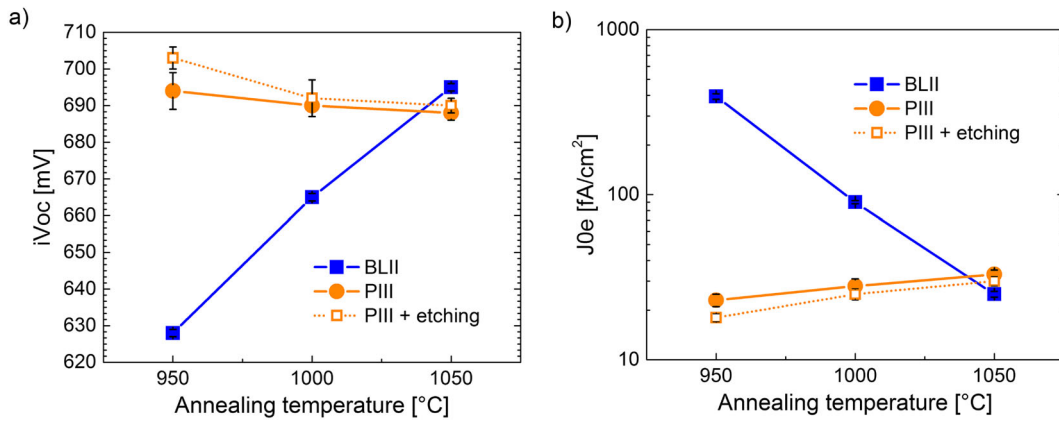 a)
710
700
690
680
670
660
650
640
630
620
iVoc [mV]
BLII
PIII
PIII + etching
950
1000
1050
Annealing temperature [°C]
b)
1000
100
10
J0e [fA/cm²]
BLII
PIII
PIII + etching
950
1000
1050
Annealing temperature [°C]